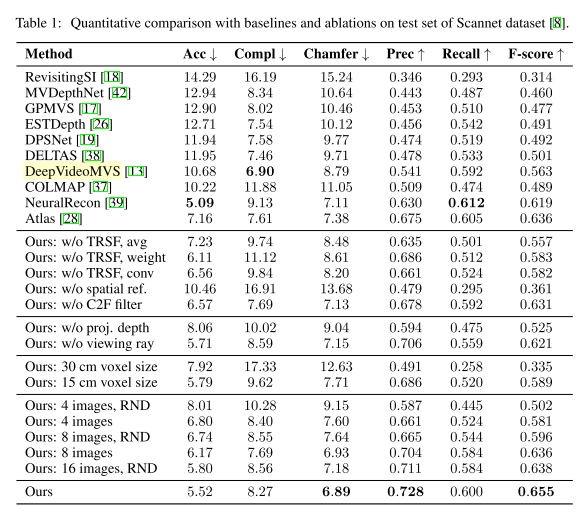 Table 1: Quantitative comparison with baselines and ablations on test set of Scannet dataset [8].
Method Acc ↓ Compl ↓ Chamfer ↓ Prec ↑ Recall ↑ F-score ↑
RevisitingSI [18] 14.29 16.19 15.24 0.346 0.293 0.314
MVDepthNet [42] 12.94 8.34 10.64 0.443 0.487 0.460
GPMVS [17] 12.90 8.02 10.46 0.453 0.510 0.477
ESTDepth [26] 12.71 7.54 10.12 0.456 0.542 0.491
DPSNet [19] 11.94 7.58 9.77 0.474 0.519 0.492
DELTAS [38] 11.95 7.46 9.71 0.478 0.533 0.501
DeepVideoMVS [13] 10.68 6.90 8.79 0.541 0.592 0.563
COLMAP [37] 10.22 11.88 11.05 0.509 0.474 0.489
NeuralRecon [39] 5.09 9.13 7.11 0.630 0.612 0.619
Atlas [28] 7.16 7.61 7.38 0.675 0.605 0.636
Ours: w/o TRSF, avg 7.23 9.74 8.48 0.635 0.501 0.557
Ours: w/o TRSF, weight 6.11 11.12 8.61 0.686 0.512 0.583
Ours: w/o TRSF, conv 6.56 9.84 8.20 0.661 0.524 0.582
Ours: w/o spatial ref. 10.46 16.91 13.68 0.479 0.295 0.361
Ours: w/o C2F filter 6.57 7.69 7.13 0.678 0.592 0.631
Ours: w/o proj. depth 8.06 10.02 9.04 0.594 0.475 0.525
Ours: w/o viewing ray 5.71 8.59 7.15 0.706 0.559 0.621
Ours: 30 cm voxel size 7.92 17.33 12.63 0.491 0.258 0.335
Ours: 15 cm voxel size 5.79 9.62 7.71 0.686 0.520 0.589
Ours: 4 images, RND 8.01 10.28 9.15 0.587 0.445 0.502
Ours: 4 images 6.80 8.40 7.60 0.661 0.524 0.581
Ours: 8 images, RND 6.74 8.55 7.64 0.665 0.544 0.596
Ours: 8 images 6.17 7.69 6.93 0.704 0.584 0.636
Ours: 16 images, RND 5.80 8.56 7.18 0.711 0.584 0.638
Ours 5.52 8.27 6.89 0.728 0.600 0.655